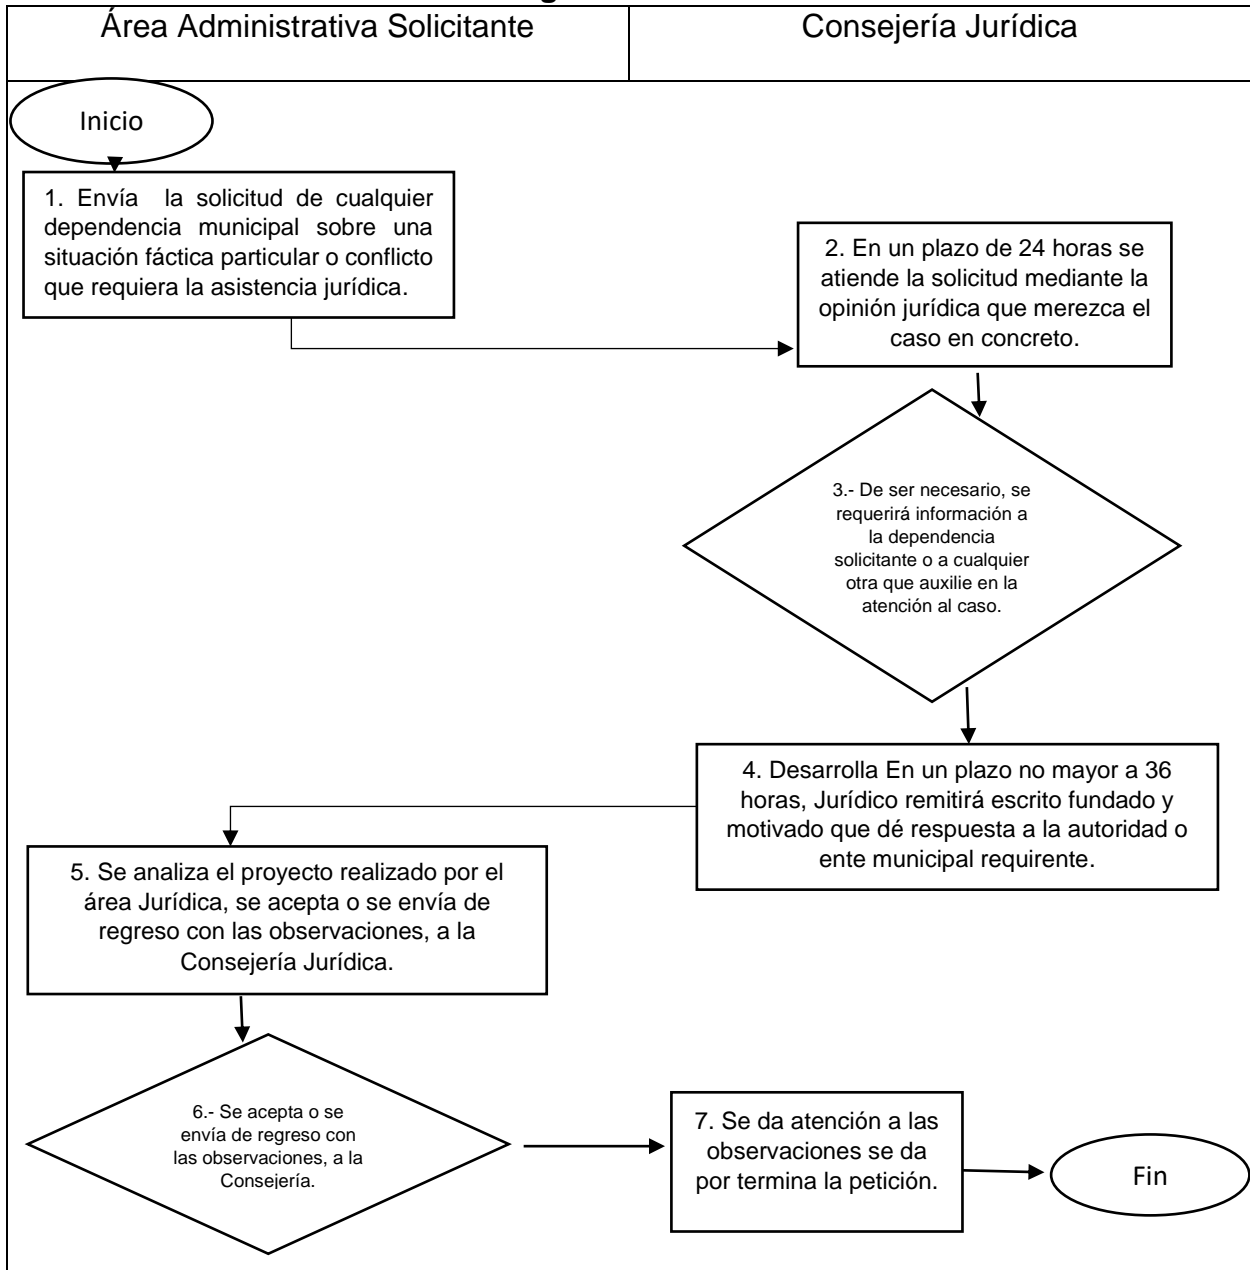 Área Administrativa Solicitante
Consejería Jurídica
Inicio
1. Envía la solicitud de cualquier
dependencia municipal sobre una
situación fáctica particular o conflicto
que requiera la asistencia jurídica.
2. En un plazo de 24 horas se
atiende la solicitud mediante la
opinión jurídica que merezca el
caso en concreto.
3.- De ser necesario, se
requerirá información a
la dependencia
solicitante o a cualquier
otra que auxilie en la
atención al caso.
4. Desarrolla En un plazo no mayor a 36
horas, Jurídico remitirá escrito fundado y
motivado que dé respuesta a la autoridad o
ente municipal requirente.
5. Se analiza el proyecto realizado por el
área Jurídica, se acepta o se envía de
regreso con las observaciones, a la
Consejería Jurídica.
6.- Se acepta o se
envía de regreso con
las observaciones, a la
Consejería.
7. Se da atención a las
observaciones se da
por termina la petición.
Fin